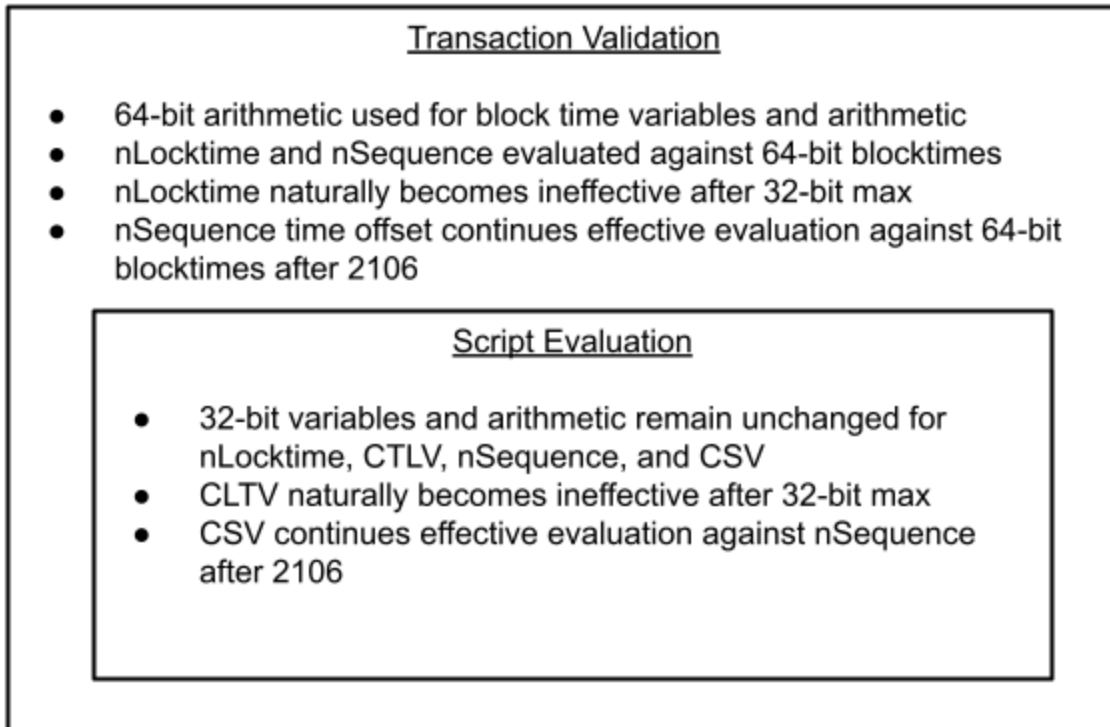 Transaction Validation
● 64-bit arithmetic used for block time variables and arithmetic
● nLocktime and nSequence evaluated against 64-bit blocktimes
● nLocktime naturally becomes ineffective after 32-bit max
● nSequence time offset continues effective evaluation against 64-bit
blocktimes after 2106
Script Evaluation
● 32-bit variables and arithmetic remain unchanged for
nLocktime, CTLV, nSequence, and CSV
● CLTV naturally becomes ineffective after 32-bit max
● CSV continues effective evaluation against nSequence
after 2106